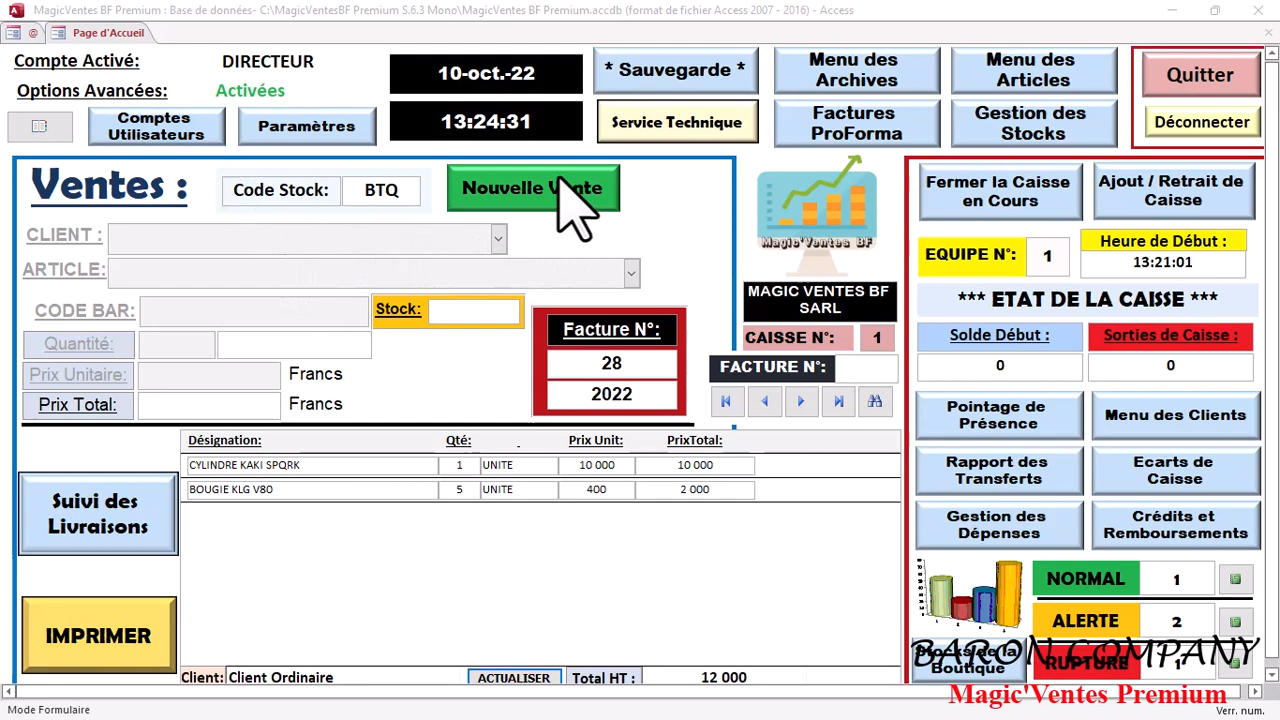 MagicVentes BF Premium : Base de données- C:\MagicVentesBF Premium S.6.3 Mono\MagicVentes BF Premium.accdb (format de fichier Access 2007 - 2016) - Access
@ Page d'Accueil
Compte Activé: DIRECTEUR
Options Avancées: Activées
Comptes Utilisateurs
Paramètres
10-oct.-22
13:24:31
* Sauvegarde *
Service Technique
Menu des Archives
Factures ProForma
Menu des Articles
Gestion des Stocks
Quitter
Déconnecter
Ventes :
Code Stock: BTQ
Nouvelle Vente
CLIENT :
ARTICLE:
CODE BAR:
Stock:
Quantité:
Prix Unitaire: Francs
Prix Total: Francs
Facture N°:
28
2022
Magic'Ventes BF
MAGIC VENTES BF
SARL
CAISSE N°: 1
FACTURE N°:
Désignation: Qté: Prix Unit: PrixTotal:
CYLINDRE KAKI SPQRK 1 UNITE 10 000 10 000
BOUGIE KLG V80 5 UNITE 400 2 000
Suivi des Livraisons
IMPRIMER
Client: Client Ordinaire ACTUALISER Total HT : 12 000
Fermer la Caisse en Cours
Ajout / Retrait de Caisse
EQUIPE N°: 1
Heure de Début :
13:21:01
*** ETAT DE LA CAISSE ***
Solde Début : Sorties de Caisse :
0 0
Pointage de Présence
Menu des Clients
Rapport des Transferts
Ecarts de Caisse
Gestion des Dépenses
Crédits et Remboursements
NORMAL 1
ALERTE 2
RUPTURE 1
Stocks de la Boutique
BARON COMPANY
Magic'Ventes Premium
Mode Formulaire Verr. num.